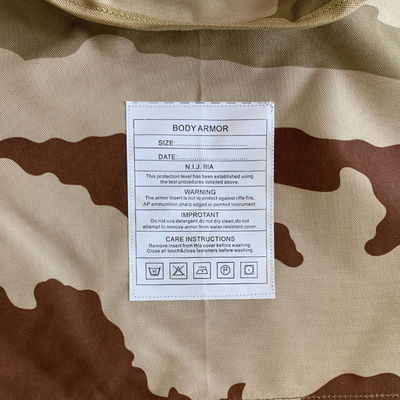 BODY ARMOR
SIZE:
DATE:
N.I.J. IIIA
This protection level has been established using
the test procedures detailed above.
WARNING
The armor insert is not to protect against rifle fire,
AP ammunition, sharp edged or pointed instrument.
IMPROTANT
Do not use detergent,do not dry clean,do not
attempt to remove armor from water resistant cover.
CARE INSTRUCTIONS
Remove insert from this cover before washing.
Close all touch&close fasteners before washing.
P